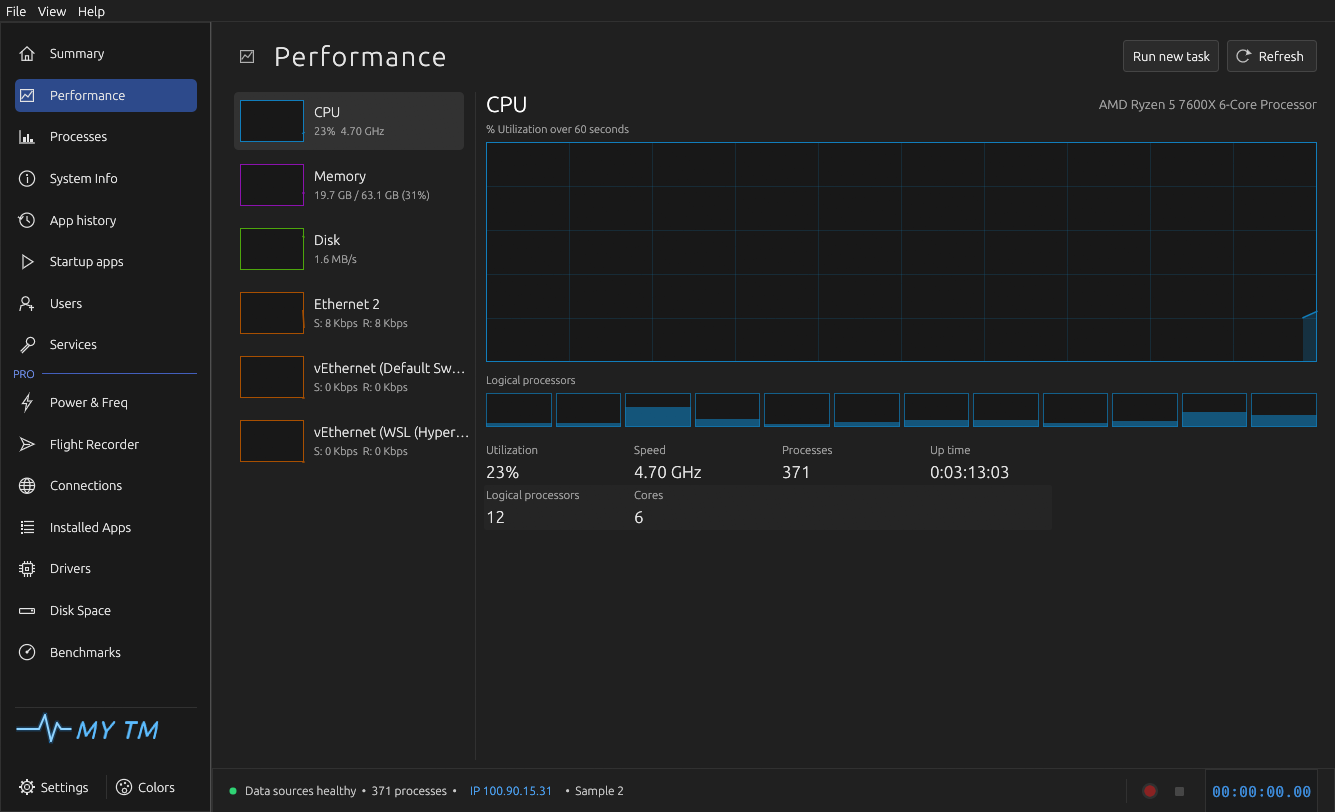 File View Help
Summary
Performance
Processes
System Info
App history
Startup apps
Users
Services
PRO
Power & Freq
Flight Recorder
Connections
Installed Apps
Drivers
Disk Space
Benchmarks
MY TM
Settings
Colors
Performance
Run new task
Refresh
CPU
23% 4.70 GHz
Memory
19.7 GB / 63.1 GB (31%)
Disk
1.6 MB/s
Ethernet 2
S: 8 Kbps R: 8 Kbps
vEthernet (Default Sw...
S: 0 Kbps R: 0 Kbps
vEthernet (WSL (Hyper...
S: 0 Kbps R: 0 Kbps
CPU
AMD Ryzen 5 7600X 6-Core Processor
% Utilization over 60 seconds
Logical processors
Utilization Speed Processes Up time
23% 4.70 GHz 371 0:03:13:03
Logical processors Cores
12 6
Data sources healthy • 371 processes • IP 100.90.15.31 • Sample 2
00:00:00.00